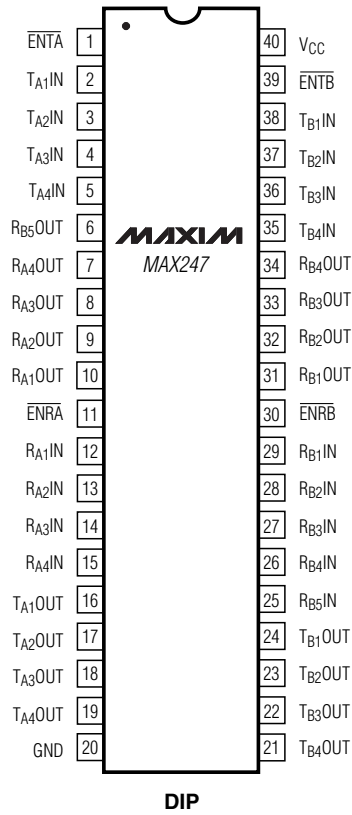 ENTA 1 40 VCC
TA1IN 2 39 ENTB
TA2IN 3 38 TB1IN
TA3IN 4 37 TB2IN
TA4IN 5 36 TB3IN
RB5OUT 6 MAXIM 35 TB4IN
RA4OUT 7 MAX247 34 RB4OUT
RA3OUT 8 33 RB3OUT
RA2OUT 9 32 RB2OUT
RA1OUT 10 31 RB1OUT
ENRA 11 30 ENRB
RA1IN 12 29 RB1IN
RA2IN 13 28 RB2IN
RA3IN 14 27 RB3IN
RA4IN 15 26 RB4IN
TA1OUT 16 25 RB5IN
TA2OUT 17 24 TB1OUT
TA3OUT 18 23 TB2OUT
TA4OUT 19 22 TB3OUT
GND 20 21 TB4OUT
DIP